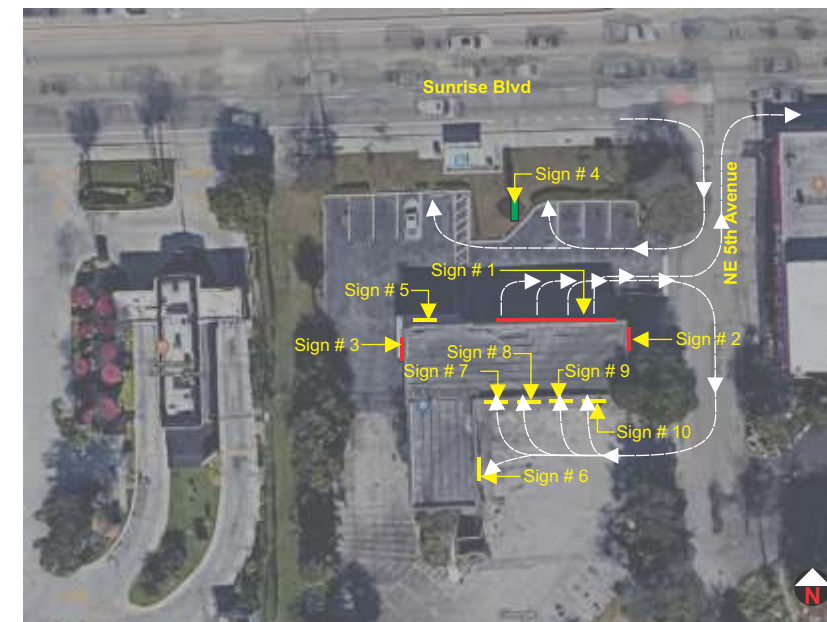 Sunrise Blvd
Sign # 4
NE 5th Avenue
Sign # 1
Sign # 5
Sign # 3
Sign # 2
Sign # 8
Sign # 7
Sign # 9
Sign # 10
Sign # 6
N